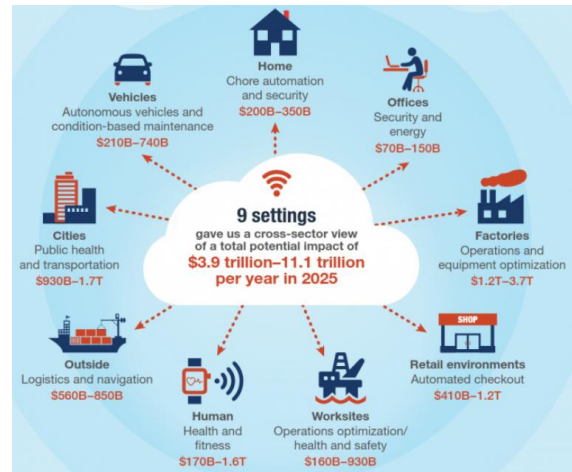 Home
Chore automation
and security
$200B–350B
Offices
Security and
energy
$70B–150B
Vehicles
Autonomous vehicles and
condition-based maintenance
$210B–740B
9 settings
gave us a cross-sector view
of a total potential impact of
$3.9 trillion–11.1 trillion
per year in 2025
Cities
Public health
and transportation
$930B–1.7T
Factories
Operations and
equipment optimization
$1.2T–3.7T
Outside
Logistics and navigation
$560B–850B
SHOP
Retail environments
Automated checkout
$410B–1.2T
Human
Health and
fitness
$170B–1.6T
Worksites
Operations optimization/
health and safety
$160B–930B